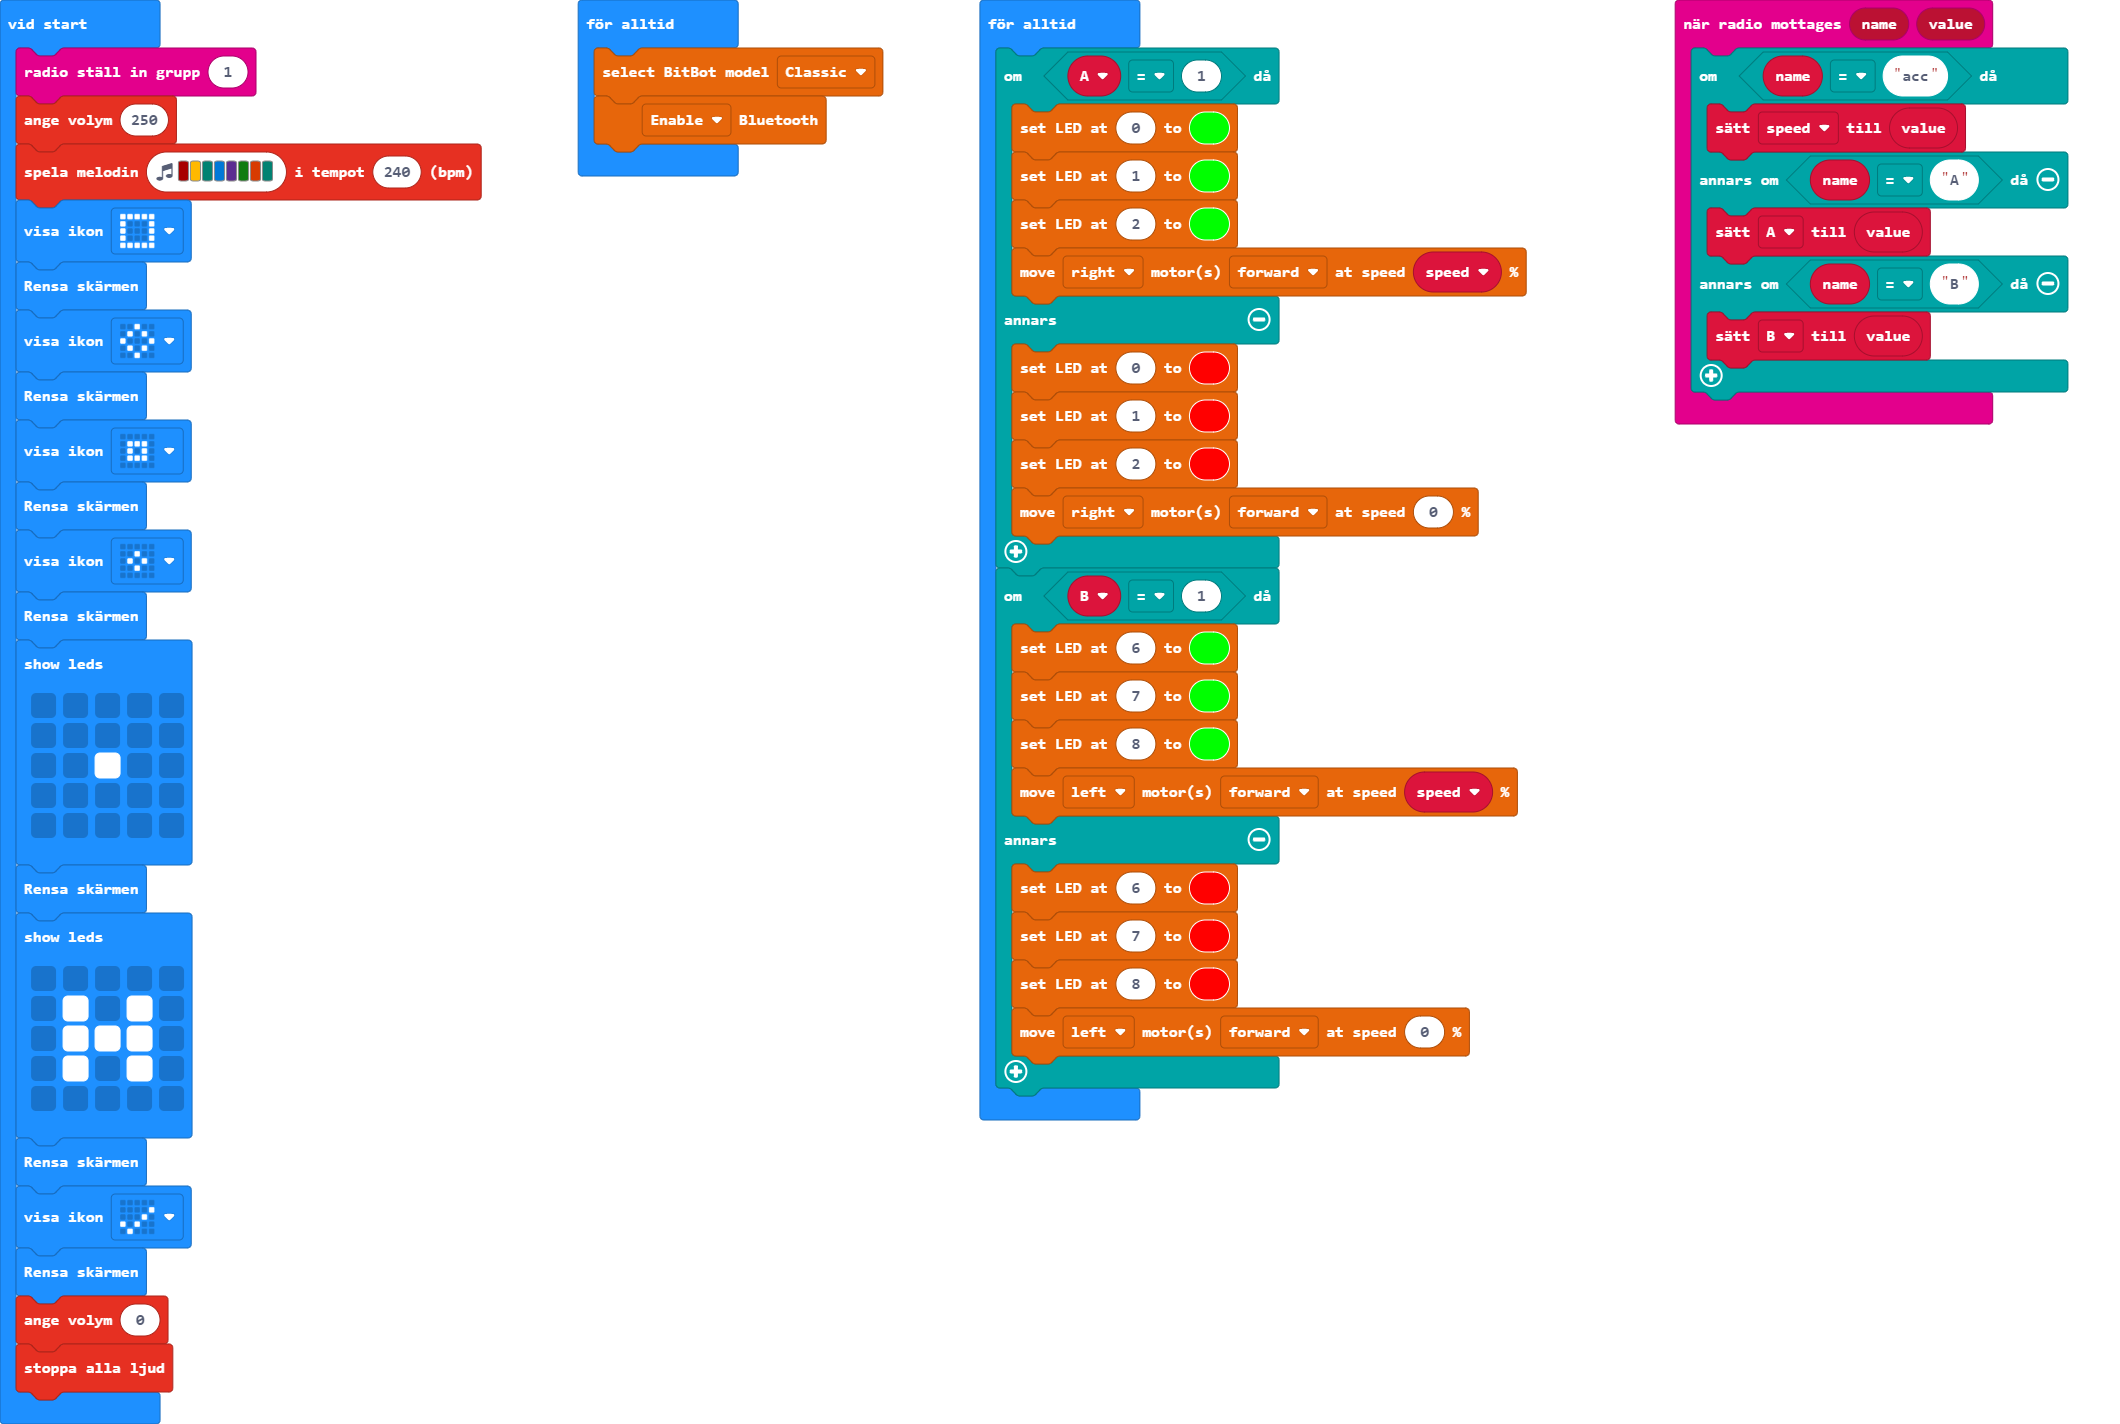 vid start
radio ställ in grupp 1
ange volym 250
spela melodin i tempot 240 (bpm)
visa ikon
Rensa skärmen
visa ikon
Rensa skärmen
visa ikon
Rensa skärmen
visa ikon
Rensa skärmen
show leds
Rensa skärmen
show leds
Rensa skärmen
visa ikon
Rensa skärmen
ange volym 0
stoppa alla ljud
för alltid
select BitBot model Classic
Enable Bluetooth
för alltid
om A = 1 då
set LED at 0 to
set LED at 1 to
set LED at 2 to
move right motor(s) forward at speed speed %
annars
set LED at 0 to
set LED at 1 to
set LED at 2 to
move right motor(s) forward at speed 0 %
om B = 1 då
set LED at 6 to
set LED at 7 to
set LED at 8 to
move left motor(s) forward at speed speed %
annars
set LED at 6 to
set LED at 7 to
set LED at 8 to
move left motor(s) forward at speed 0 %
när radio mottages name value
om name = "acc" då
sätt speed till value
annars om name = "A" då
sätt A till value
annars om name = "B" då
sätt B till value